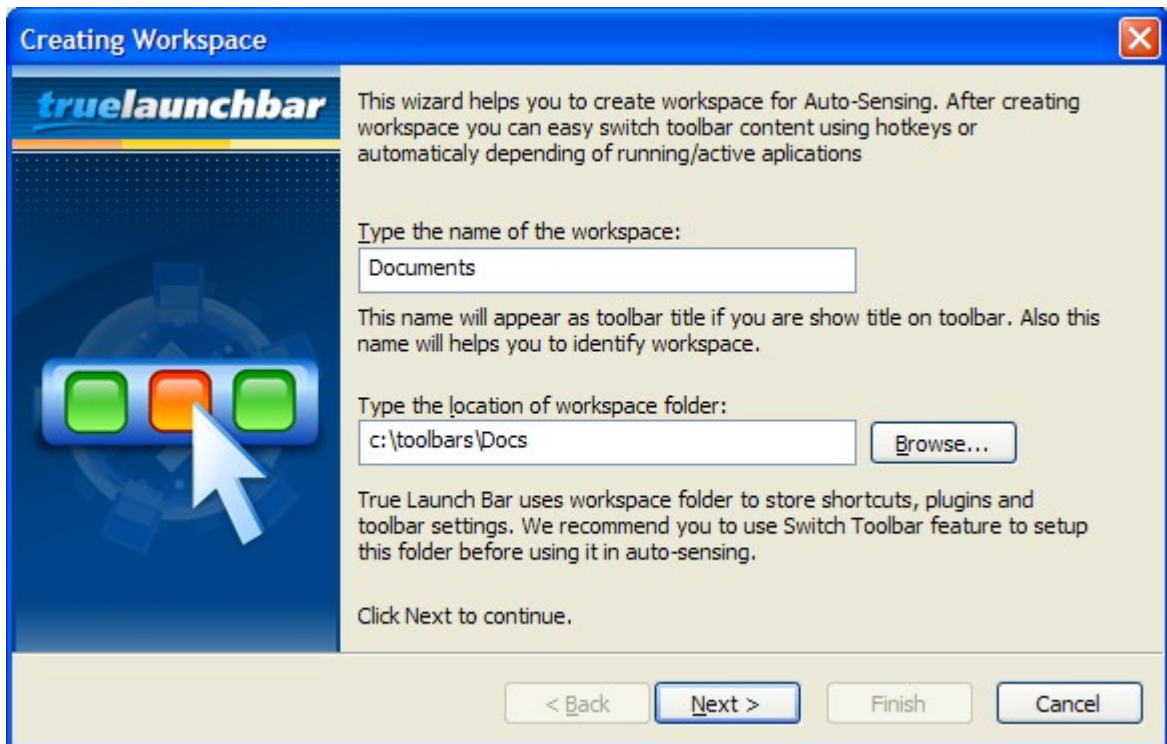 Creating Workspace
truelaunchbar
This wizard helps you to create workspace for Auto-Sensing. After creating
workspace you can easy switch toolbar content using hotkeys or
automaticaly depending of running/active aplications
Type the name of the workspace:
Documents
This name will appear as toolbar title if you are show title on toolbar. Also this
name will helps you to identify workspace.
Type the location of workspace folder:
c:\toolbars\Docs
Browse...
True Launch Bar uses workspace folder to store shortcuts, plugins and
toolbar settings. We recommend you to use Switch Toolbar feature to setup
this folder before using it in auto-sensing.
Click Next to continue.
< Back
Next >
Finish
Cancel